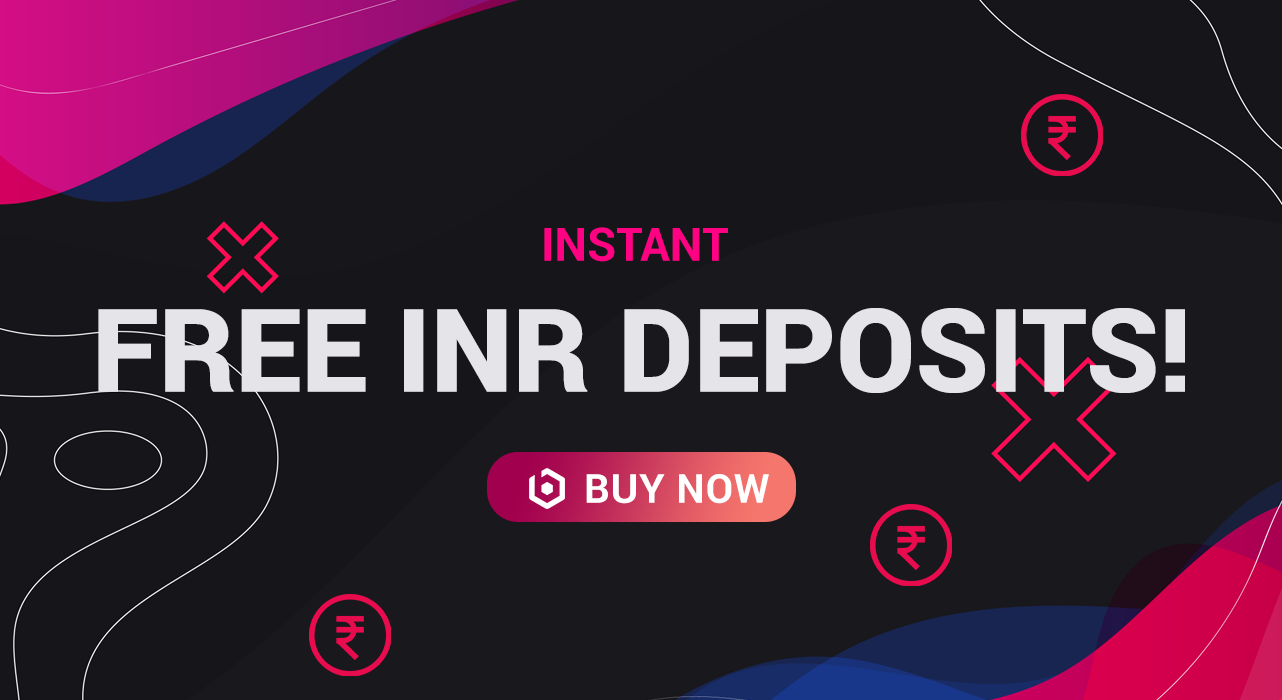 ₹
INSTANT
FREE INR DEPOSITS!
BUY NOW
₹
₹